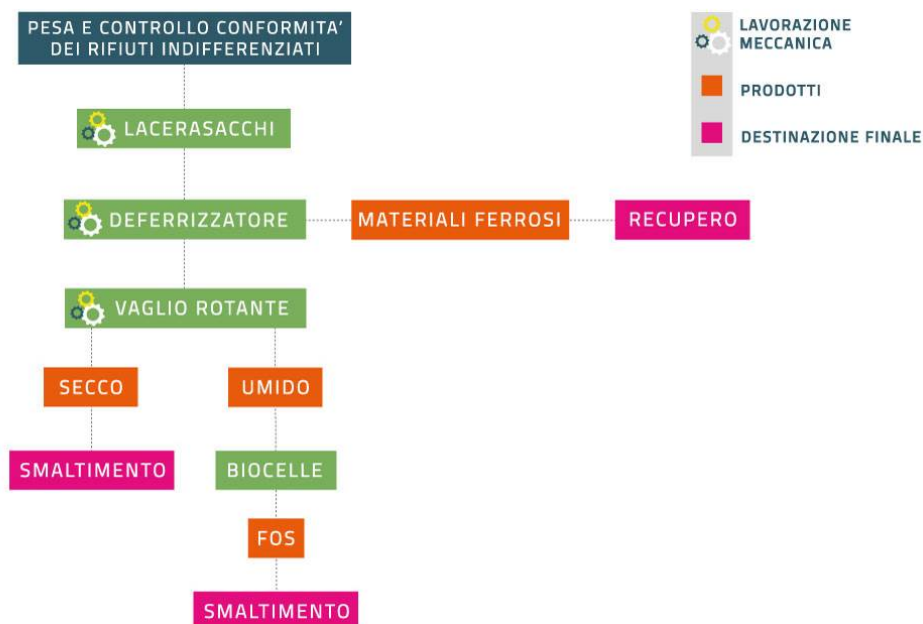 PESA E CONTROLLO CONFORMITA’
DEI RIFIUTI INDIFFERENZIATI
LAVORAZIONE
MECCANICA
PRODOTTI
DESTINAZIONE FINALE
LACERASACCHI
DEFERRIZZATORE
MATERIALI FERROSI
RECUPERO
VAGLIO ROTANTE
SECCO
UMIDO
SMALTIMENTO
BIOCELLE
FOS
SMALTIMENTO